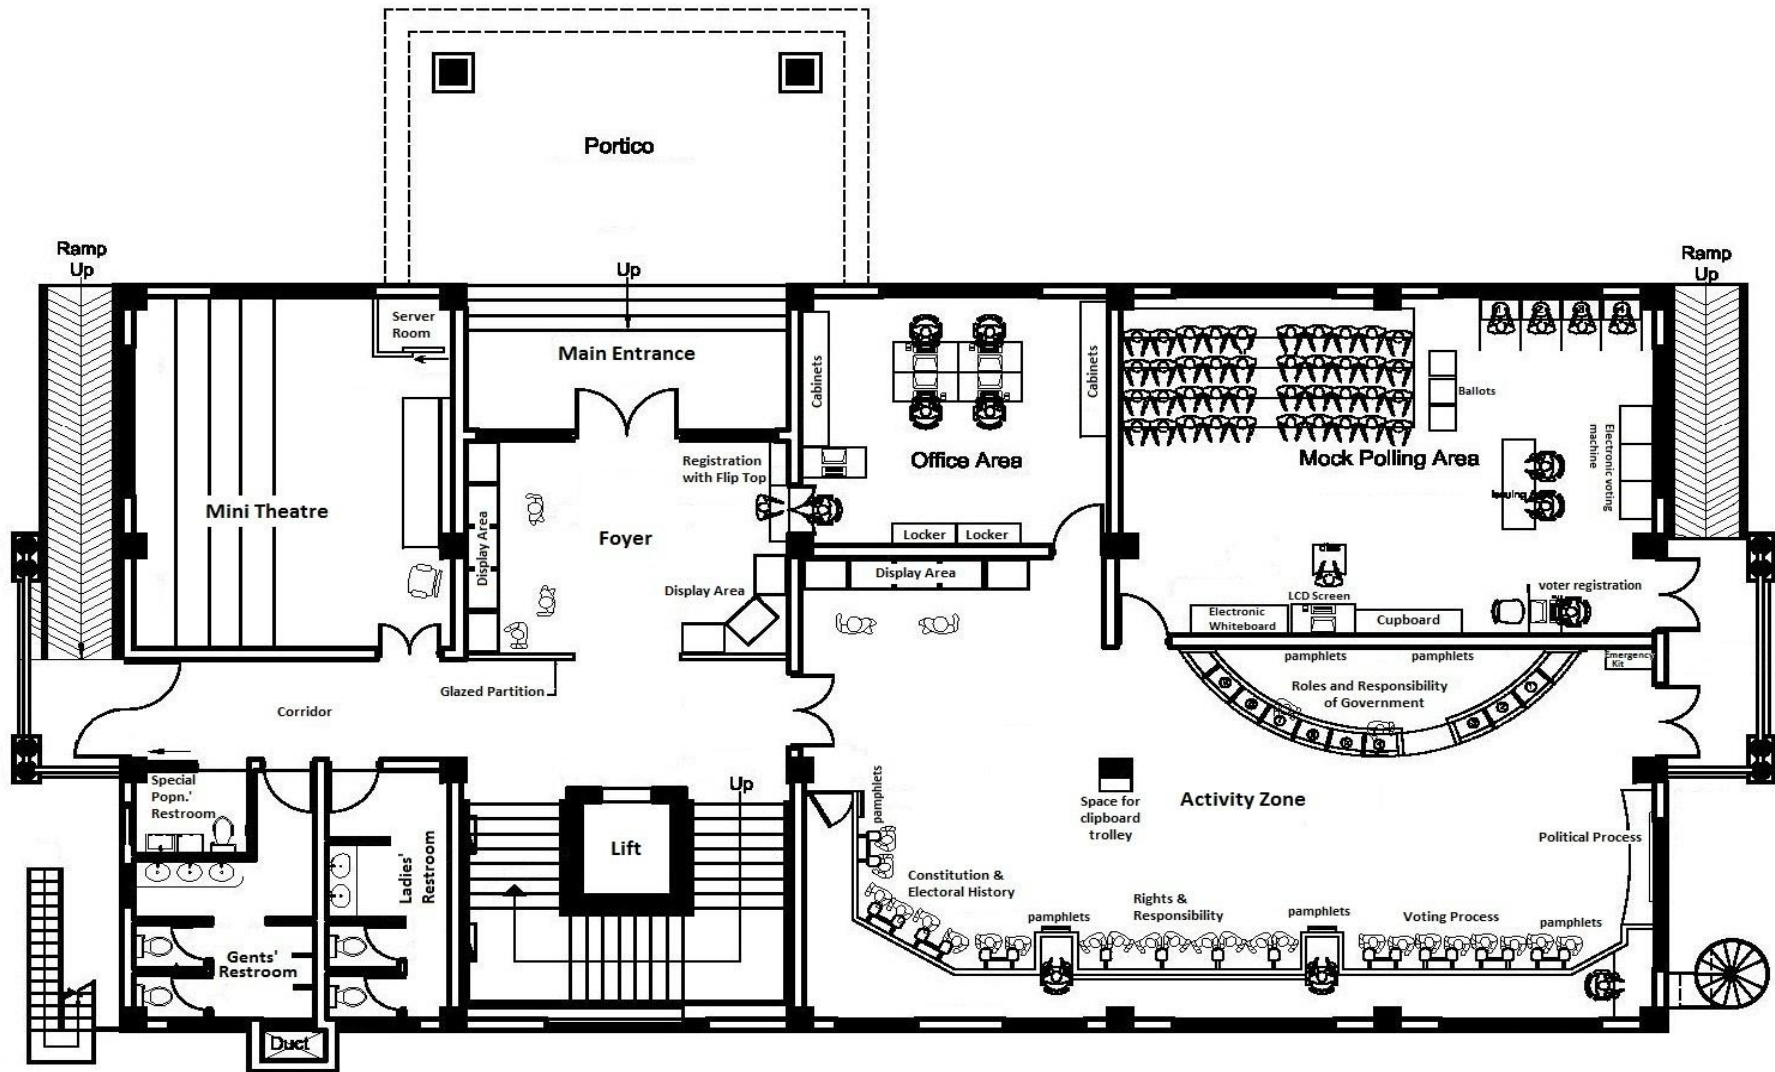 Portico
Ramp
Up
Up
Ramp
Up
Server
Room
Main Entrance
Cabinets
Cabinets
1
2
3
4
Ballots
Electronic voting
machine
Registration
with Flip Top
Office Area
Mock Polling Area
Mini Theatre
Display Area
Foyer
Locker
Locker
Display Area
Display Area
LCD Screen
voter registration
Electronic
Whiteboard
Cupboard
pamphlets
pamphlets
Emergency
Kit
Glazed Partition
Roles and Responsibility
of Government
Corridor
Special
Popn.'
Restroom
Up
pamphlets
Space for
clipboard
trolley
Activity Zone
Political Process
Lift
Ladies'
Restroom
Constitution &
Electoral History
Rights &
Responsibility
pamphlets
pamphlets
Voting Process
pamphlets
Gents'
Restroom
Duct